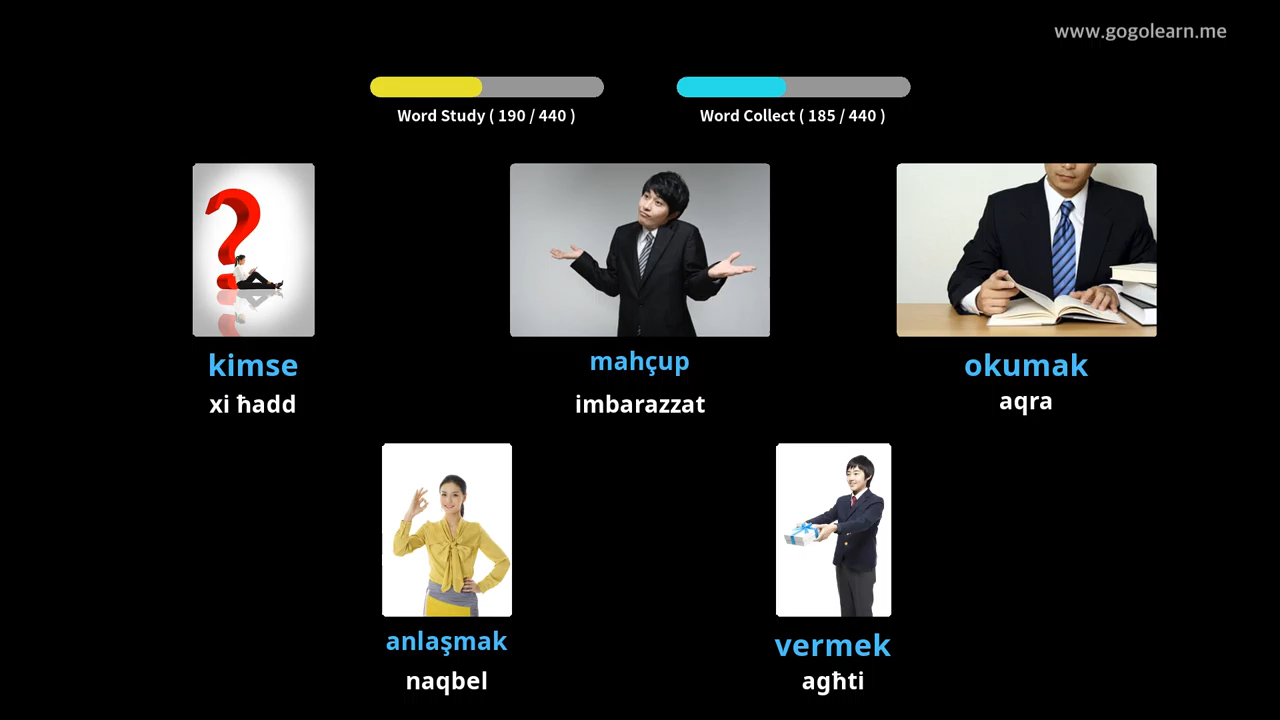 www.gogolearn.me
Word Study ( 190 / 440 )
Word Collect ( 185 / 440 )
kimse
xi ħadd
mahçup
imbarazzat
okumak
aqra
anlaşmak
naqbel
vermek
agħti